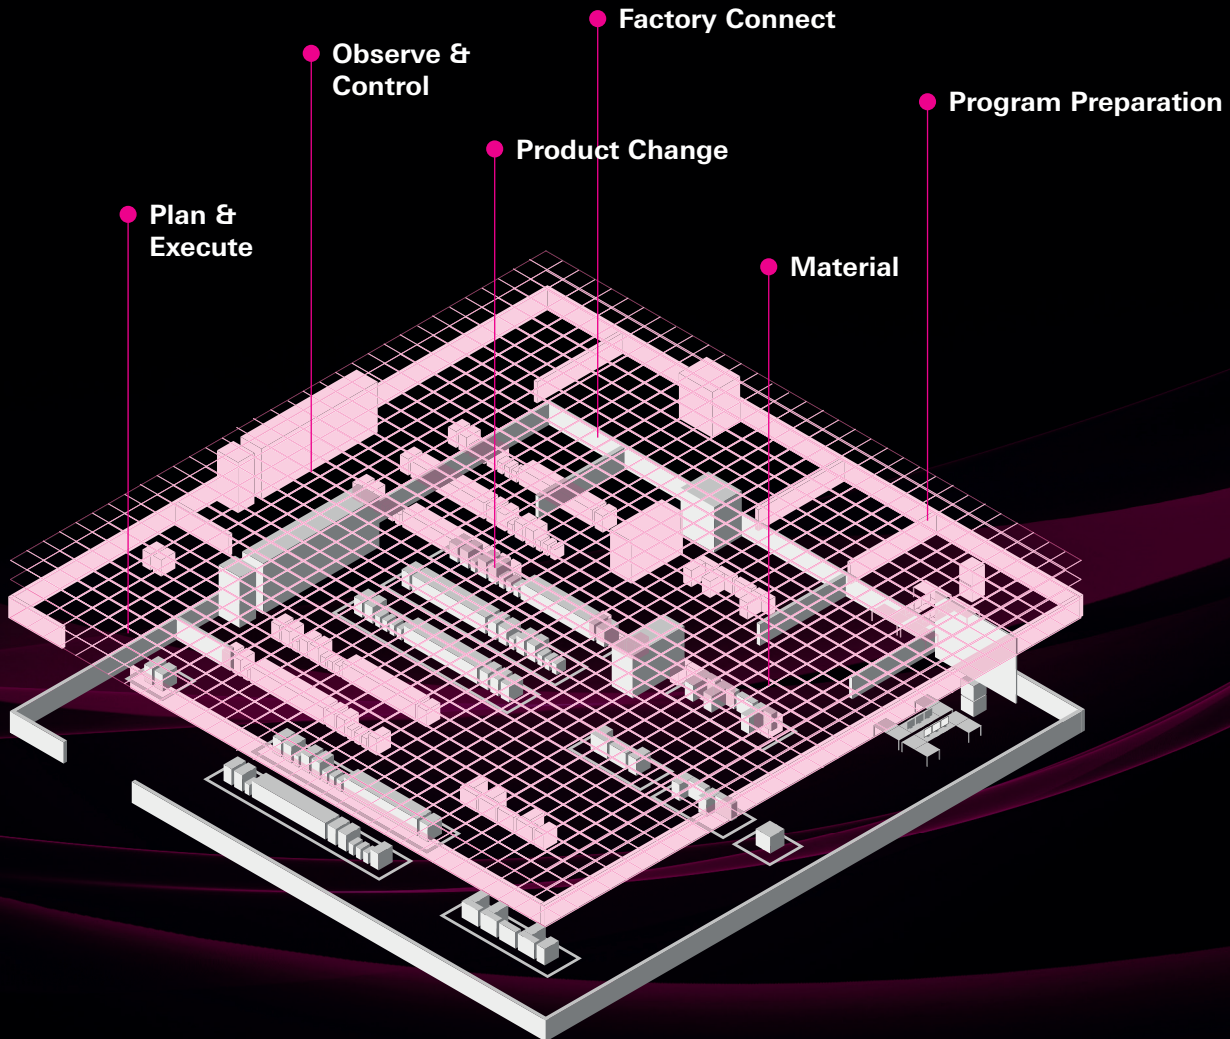 Factory Connect
Observe &
Control
Program Preparation
Product Change
Plan &
Execute
Material